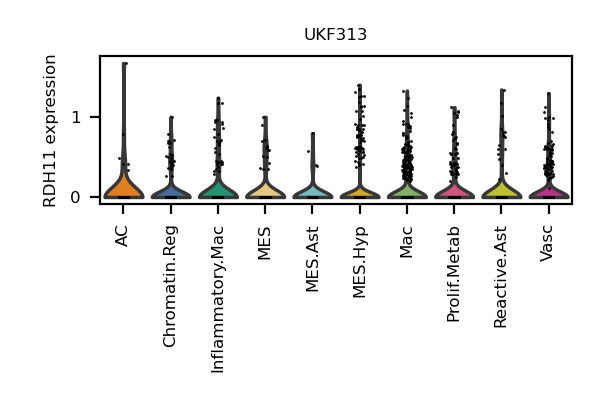 UKF313
RDH11 expression
1
0
AC
Chromatin.Reg
Inflammatory.Mac
MES
MES.Ast
MES.Hyp
Mac
Prolif.Metab
Reactive.Ast
Vasc